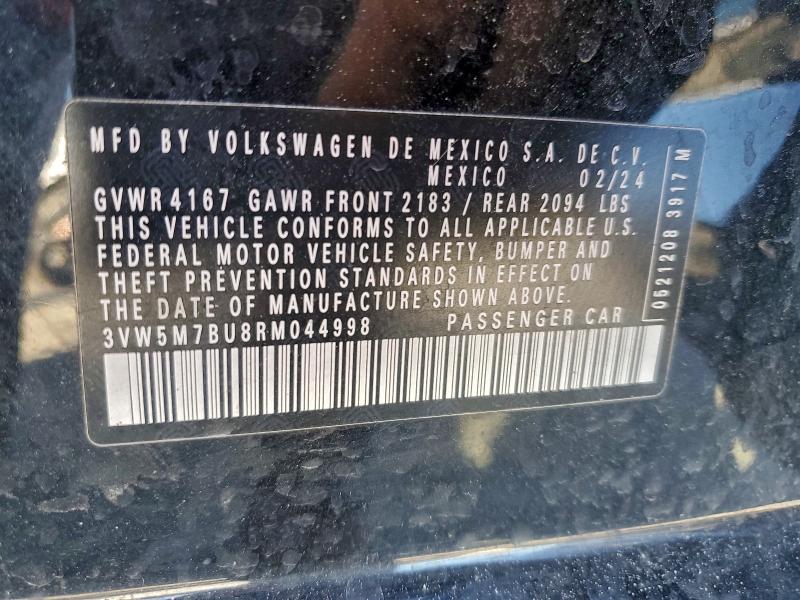 MFD BY VOLKSWAGEN DE MEXICO S.A. DE C.V.
MEXICO 02/24
GVWR 4167 GAWR FRONT 2183 / REAR 2094 LBS
THIS VEHICLE CONFORMS TO ALL APPLICABLE U.S.
FEDERAL MOTOR VEHICLE SAFETY, BUMPER AND
THEFT PREVENTION STANDARDS IN EFFECT ON
THE DATE OF MANUFACTURE SHOWN ABOVE.
3VW5M7BU8RM044998 PASSENGER CAR
0621208 3917 M